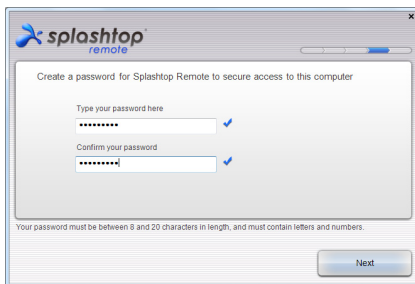 ×
splashtop
remote
Create a password for Splashtop Remote to secure access to this computer
Type your password here
•••••••••
Confirm your password
•••••••••
Your password must be between 8 and 20 characters in length, and must contain letters and numbers.
Next